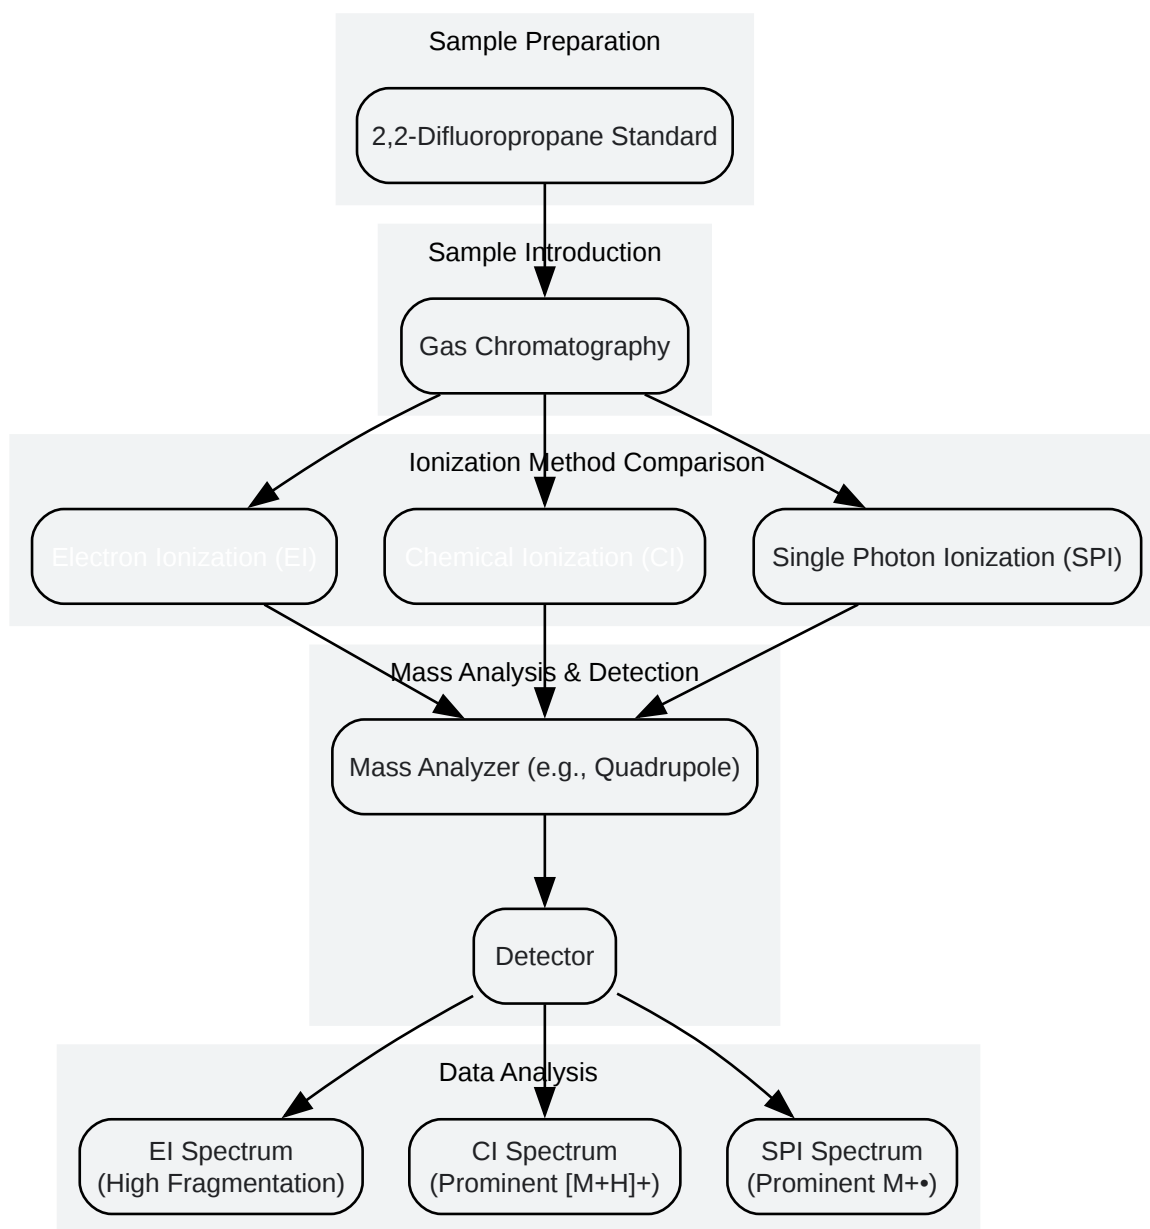 Sample Preparation
2,2-Difluoropropane Standard
Sample Introduction
Gas Chromatography
Ionization Method Comparison
Electron Ionization (EI)
Chemical Ionization (CI)
Single Photon Ionization (SPI)
Mass Analysis & Detection
Mass Analyzer (e.g., Quadrupole)
Detector
Data Analysis
EI Spectrum
(High Fragmentation)
CI Spectrum
(Prominent [M+H]+)
SPI Spectrum
(Prominent M+•)